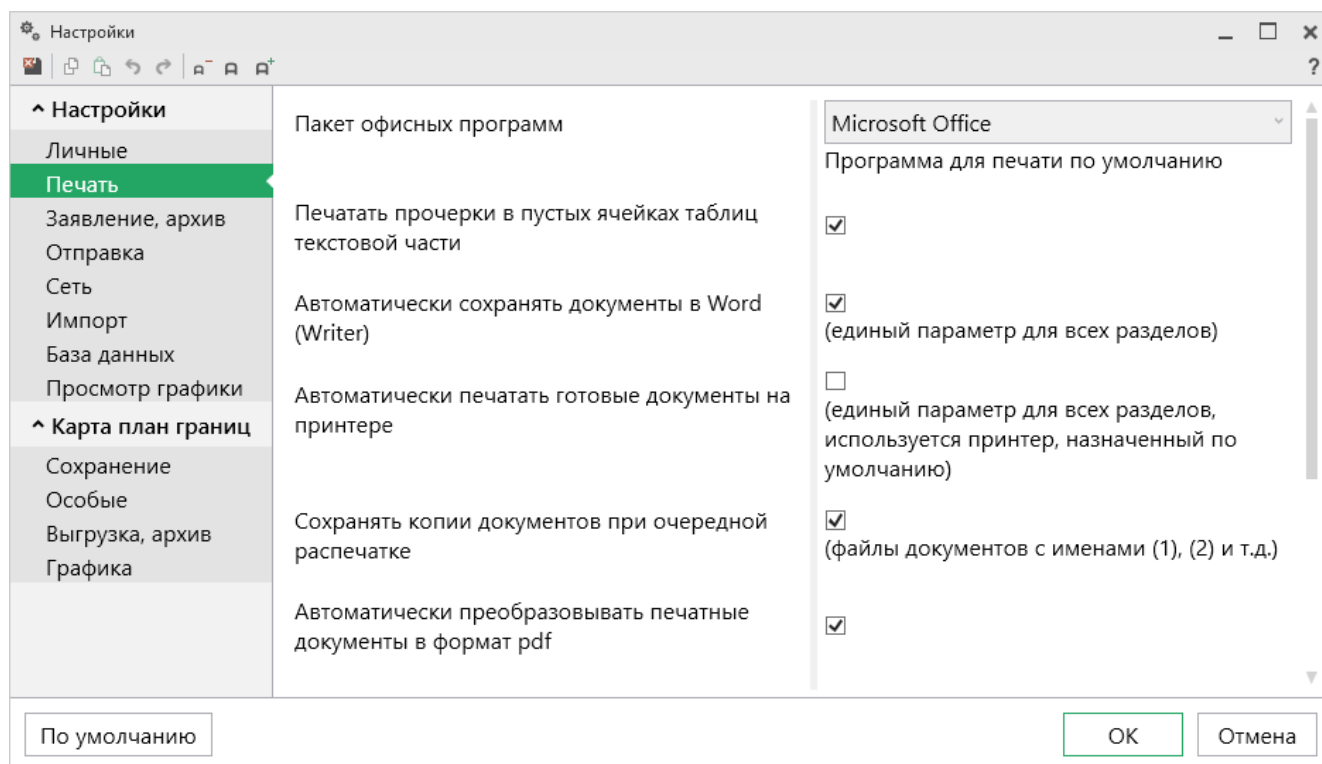 Настройки
?
Настройки
Личные
Печать
Заявление, архив
Отправка
Сеть
Импорт
База данных
Просмотр графики
Карта план границ
Сохранение
Особые
Выгрузка, архив
Графика
Пакет офисных программ
Microsoft Office
Программа для печати по умолчанию
Печатать прочерки в пустых ячейках таблиц
текстовой части
Автоматически сохранять документы в Word
(Writer)
(единый параметр для всех разделов)
Автоматически печатать готовые документы на
принтере
(единый параметр для всех разделов,
используется принтер, назначенный по
умолчанию)
Сохранять копии документов при очередной
распечатке
(файлы документов с именами (1), (2) и т.д.)
Автоматически преобразовывать печатные
документы в формат pdf
По умолчанию
ОК
Отмена